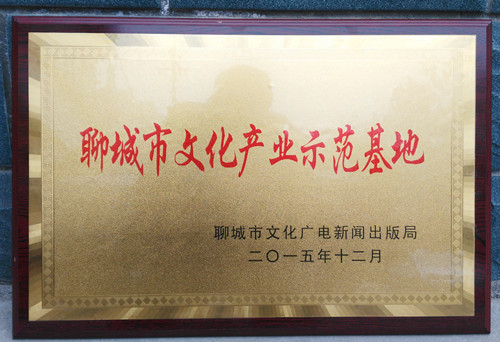 聊城市文化产业示范基地
聊城市文化广电新闻出版局
二〇一五年十二月